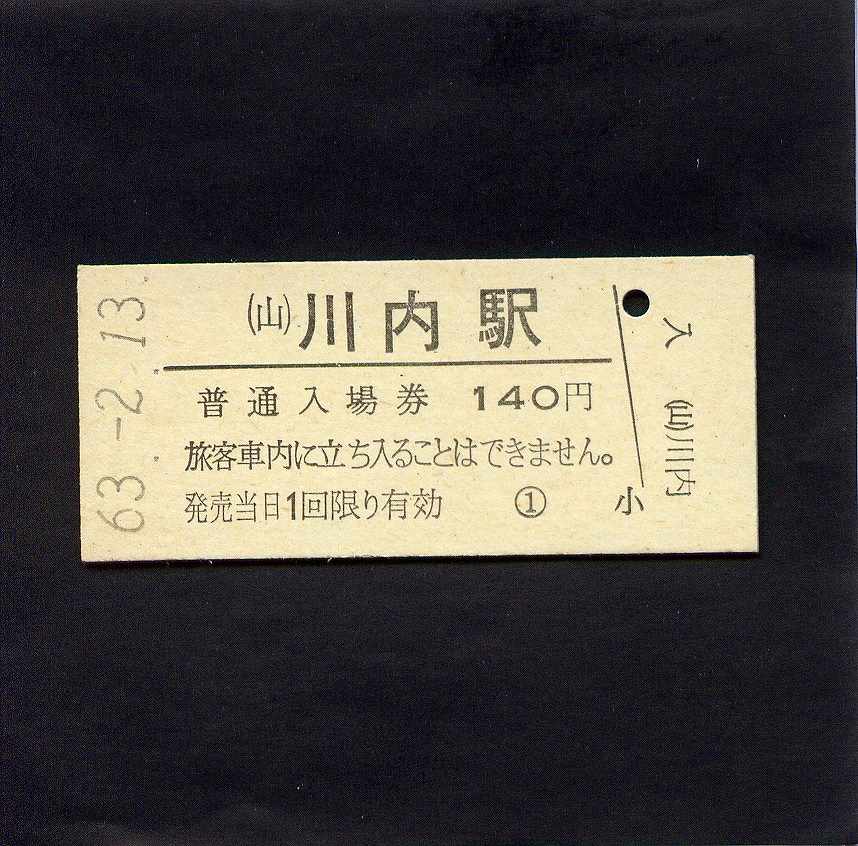 63.-2.13.
(山)川内駅
普通入場券 140円
旅客車内に立ち入ることはできません。
発売当日1回限り有効 ① 小
入 (山)川内